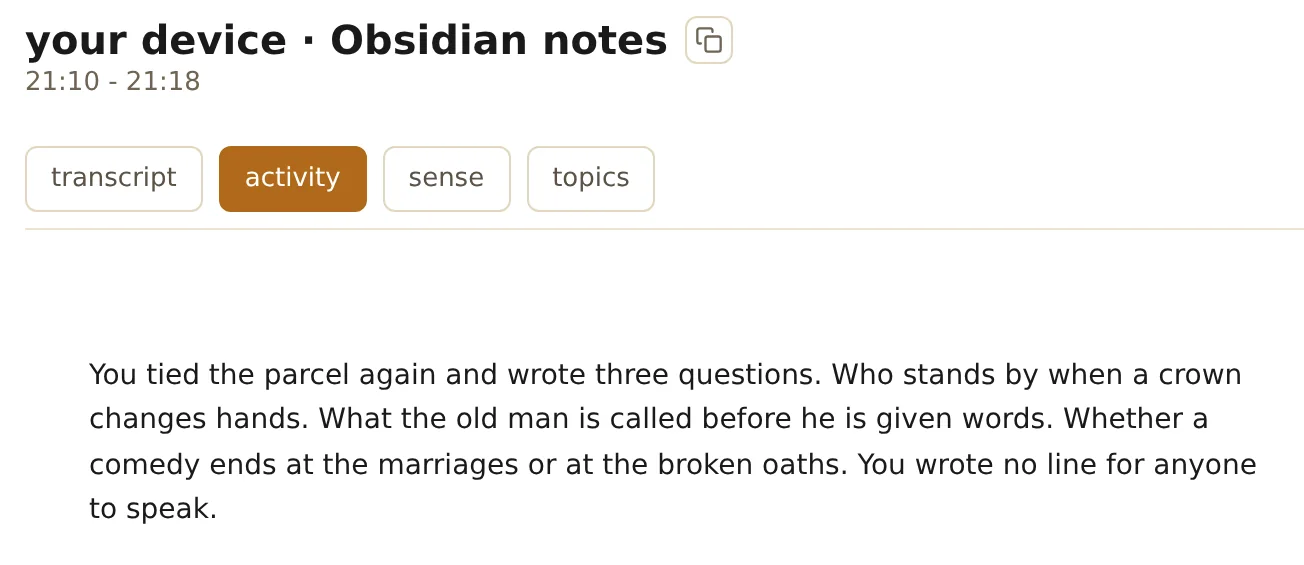 your device · Obsidian notes
21:10 - 21:18
transcript
activity
sense
topics
You tied the parcel again and wrote three questions. Who stands by when a crown
changes hands. What the old man is called before he is given words. Whether a
comedy ends at the marriages or at the broken oaths. You wrote no line for anyone
to speak.